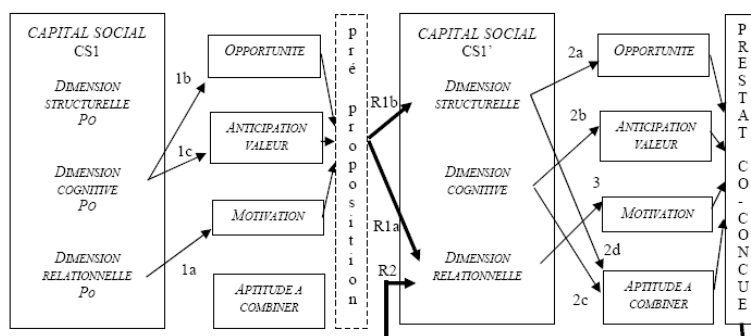 CAPITAL SOCIAL
CS1
DIMENSION
STRUCTURELLE
PO
DIMENSION
COGNITIVE
PO
DIMENSION
RELATIONNELLE
PO
1b
1c
1a
OPPORTUNITE
ANTICIPATION
VALEUR
MOTIVATION
APTITUDE A
COMBINER
pré proposition
R1b
R1a
R2
CAPITAL SOCIAL
CS1’
DIMENSION
STRUCTURELLE
DIMENSION
COGNITIVE
DIMENSION
RELATIONNELLE
2a
2b
3
2d
2c
OPPORTUNITE
ANTICIPATION
VALEUR
MOTIVATION
APTITUDE A
COMBINER
PRESTAT CO-CONCUE